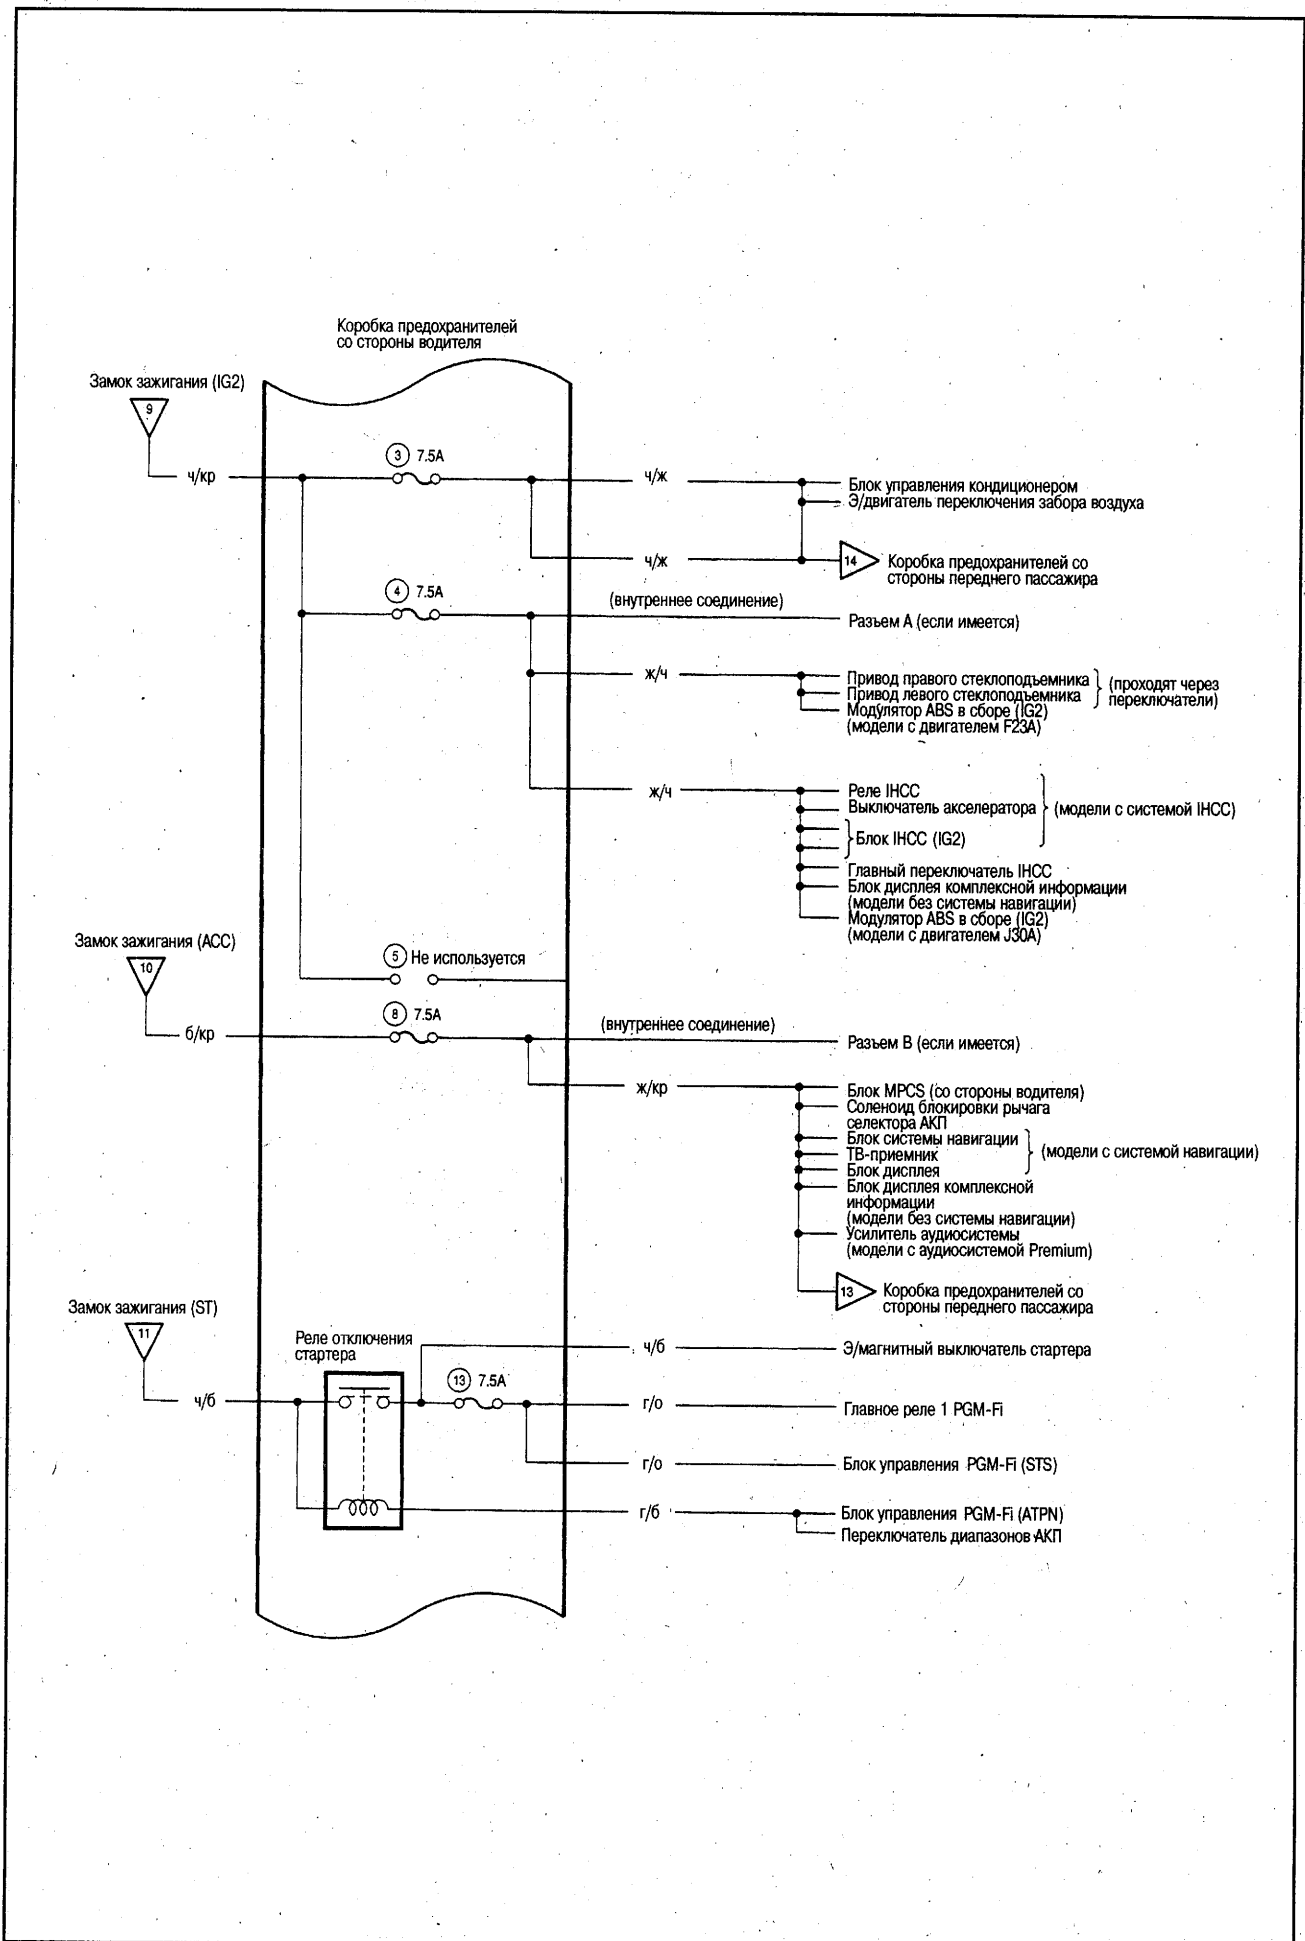 Коробка предохранителей
со стороны водителя
Замок зажигания (IG2)
9
ч/кр
3 7.5A
ч/ж
Блок управления кондиционером
Э/двигатель переключения забора воздуха
ч/ж
14 Коробка предохранителей со
стороны переднего пассажира
4 7.5A
(внутреннее соединение)
Разъем А (если имеется)
ж/ч
Привод правого стеклоподъемника
Привод левого стеклоподъемника
(проходят через
переключатели)
Модулятор ABS в сборе (IG2)
(модели с двигателем F23A)
ж/ч
Реле IHCC
Выключатель акселератора
(модели с системой IHCC)
Блок IHCC (IG2)
Главный переключатель IHCC
Блок дисплея комплексной информации
(модели без системы навигации)
Модулятор ABS в сборе (IG2)
(модели с двигателем J30A)
Замок зажигания (ACC)
10
5 Не используется
б/кр
8 7.5A
(внутреннее соединение)
Разъем В (если имеется)
ж/кр
Блок MPCS (со стороны водителя)
Соленоид блокировки рычага
селектора АКП
Блок системы навигации
ТВ-приемник
Блок дисплея
(модели с системой навигации)
Блок дисплея комплексной
информации
(модели без системы навигации)
Усилитель аудиосистемы
(модели с аудиосистемой Premium)
13 Коробка предохранителей со
стороны переднего пассажира
Замок зажигания (ST)
11
ч/б
Реле отключения
стартера
ч/б
Э/магнитный выключатель стартера
13 7.5A
г/о
Главное реле 1 PGM-Fi
г/о
Блок управления PGM-Fi (STS)
г/б
Блок управления PGM-Fi (ATPN)
Переключатель диапазонов АКП